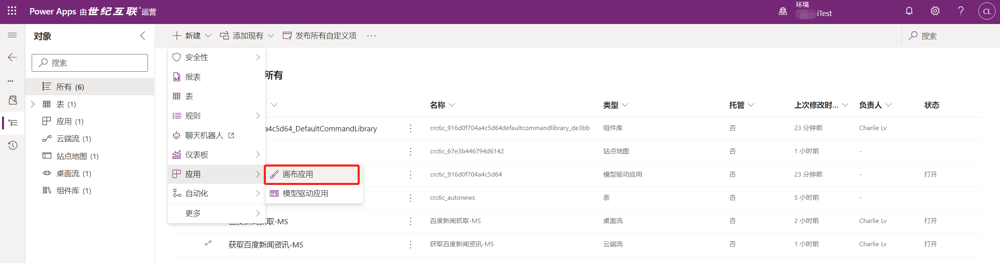 Power Apps 由世纪互联运营
环境
iTest
CL
对象
搜索
所有 (6)
表 (1)
应用 (1)
云端流 (1)
站点地图 (1)
桌面流 (1)
组件库 (1)
新建
添加现有
发布所有自定义项
搜索
安全性
报表
表
规则
聊天机器人
仪表板
应用
自动化
更多
画布应用
模型驱动应用
所有
名称 类型 托管 上次修改时... 负责人 状态
a4c5d64_DefaultCommandLibrary crc6c_916d0f704a4c5d64defaultcommandlibrary_de3bb 组件库 否 23 分钟前 Charlie Lv
crc6c_67e3b446794d6142 站点地图 否 1 小时前 -
crc6c_916d0f704a4c5d64 模型驱动应用 否 23 分钟前 - 打开
crc6c_autonews 表 否 5 小时前 -
百度新闻抓取-MS 百度新闻抓取-MS 桌面流 否 2 小时前 Charlie Lv 打开
获取百度新闻资讯-MS 获取百度新闻资讯-MS 云端流 否 1 小时前 Charlie Lv 打开